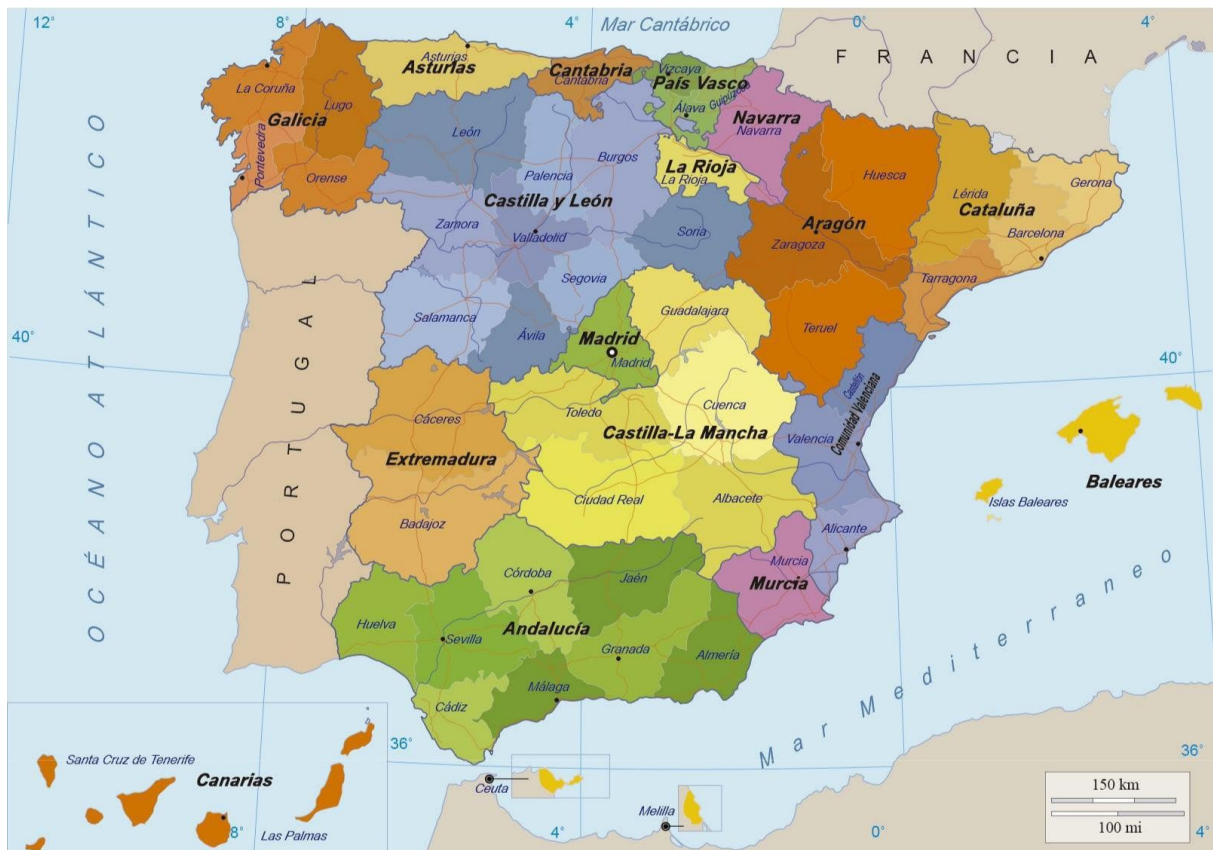 12°
8°
4°
Mar Cantábrico
0°
4°
F R A N C I A
Asturias
Asturias
Cantabria
Cantabria
Vizcaya
País Vasco
Guipúzcoa
Álava
La Coruña
Lugo
Galicia
Pontevedra
Orense
León
Palencia
Burgos
Navarra
Navarra
La Rioja
La Rioja
Huesca
Lérida
Gerona
Cataluña
Barcelona
Tarragona
Castilla y León
Zamora
Valladolid
Soria
Aragón
Zaragoza
Segovia
Salamanca
Ávila
Guadalajara
Teruel
Madrid
Madrid
OCÉANO ATLÁNTICO
PORTUGAL
40°
40°
Castellón
Comunidad Valenciana
Valencia
Cáceres
Toledo
Cuenca
Castilla-La Mancha
Extremadura
Ciudad Real
Albacete
Badajoz
Alicante
Baleares
Islas Baleares
Murcia
Murcia
Córdoba
Jaén
Huelva
Sevilla
Andalucía
Granada
Almería
Málaga
Cádiz
Mar Mediterraneo
36°
36°
Santa Cruz de Tenerife
Canarias
Las Palmas
8°
Ceuta
Melilla
4°
0°
4°
150 km
100 mi